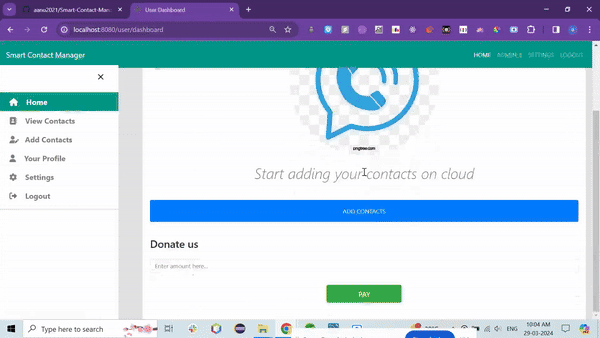 aanu2021/Smart-Contact-Man
User Dashboard
localhost:8080/user/dashboard
Smart Contact Manager
HOME
SETTINGS
LOGOUT
Home
View Contacts
Add Contacts
Your Profile
Settings
Logout
pngtree.com
Start adding your contacts on cloud
ADD CONTACTS
Donate us
Enter amount here...
PAY
Type here to search
ENG
10:04 AM
29-03-2024